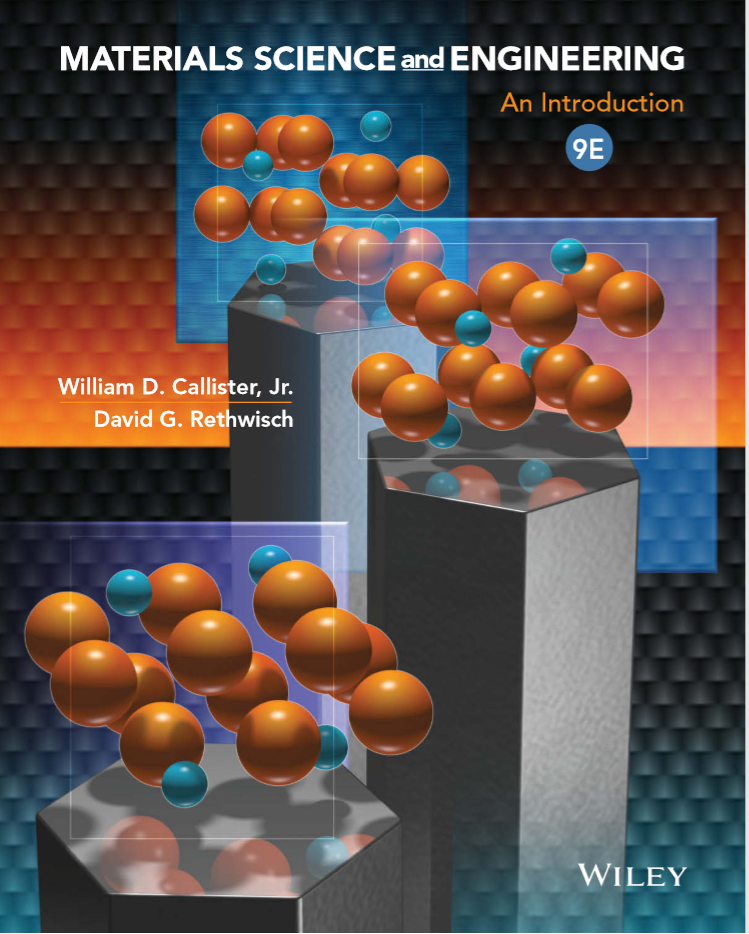 MATERIALS SCIENCE and ENGINEERING
An Introduction
9E
William D. Callister, Jr.
David G. Rethwisch
WILEY